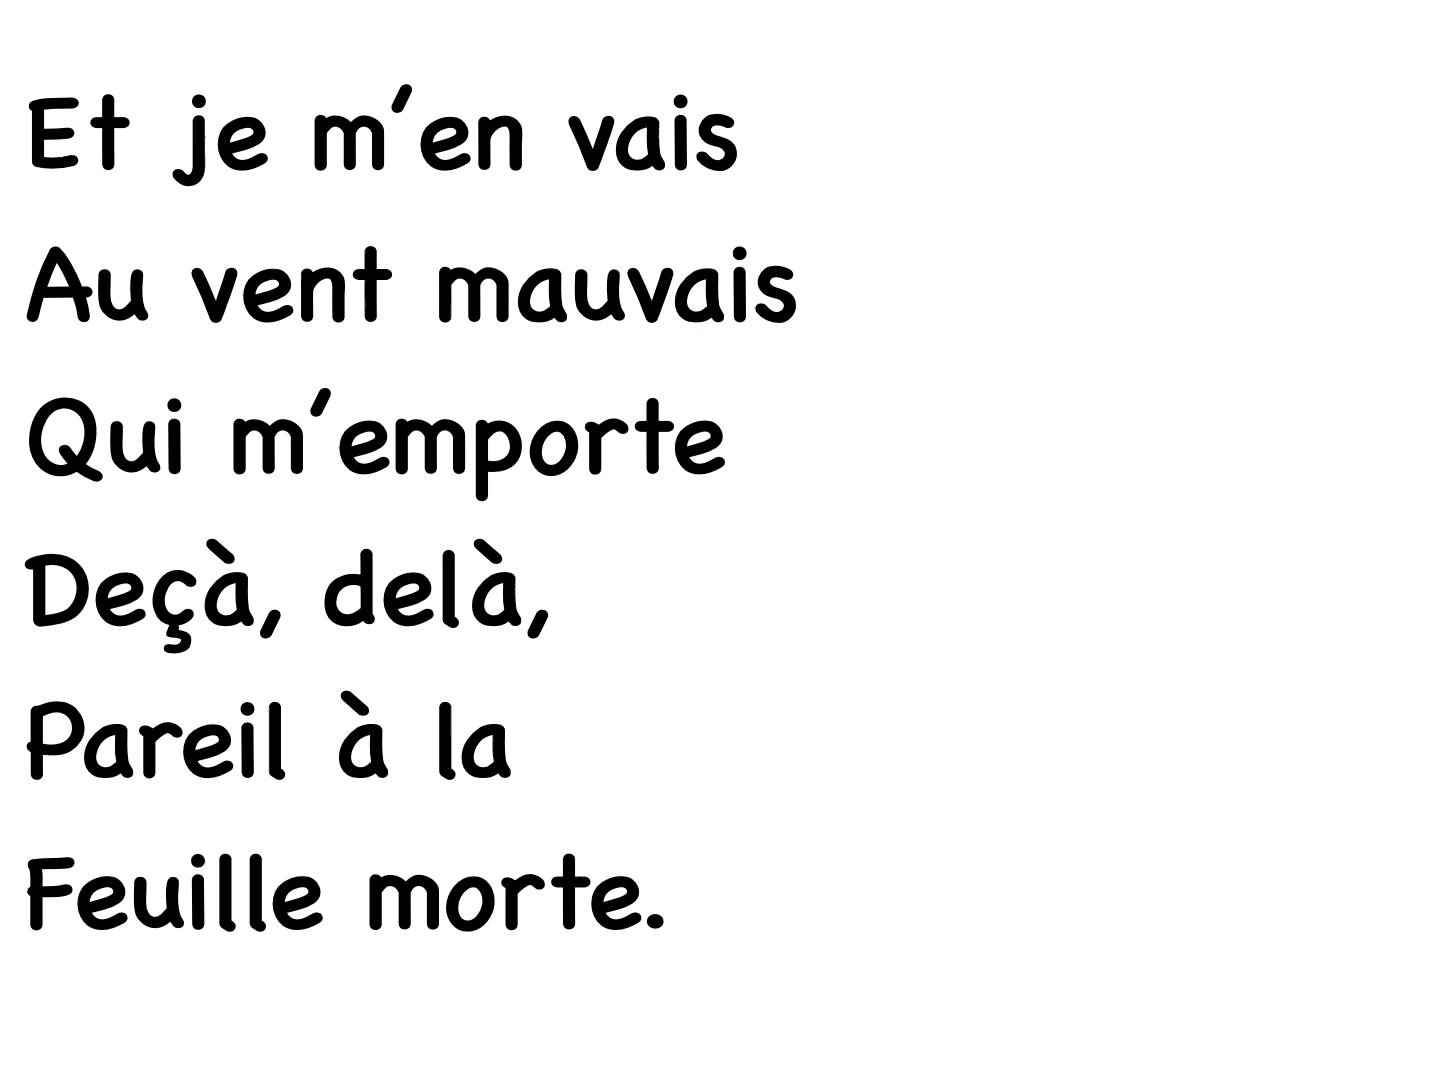 Et je m’en vais
Au vent mauvais
Qui m’emporte
Deçà, delà,
Pareil à la
Feuille morte.